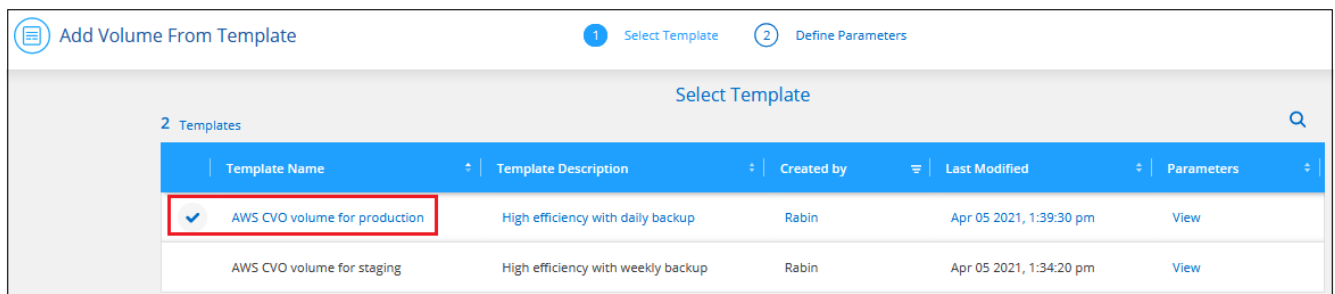 Add Volume From Template
1 Select Template 2 Define Parameters
Select Template
2 Templates
Template Name Template Description Created by Last Modified Parameters
AWS CVO volume for production High efficiency with daily backup Rabin Apr 05 2021, 1:39:30 pm View
AWS CVO volume for staging High efficiency with weekly backup Rabin Apr 05 2021, 1:34:20 pm View